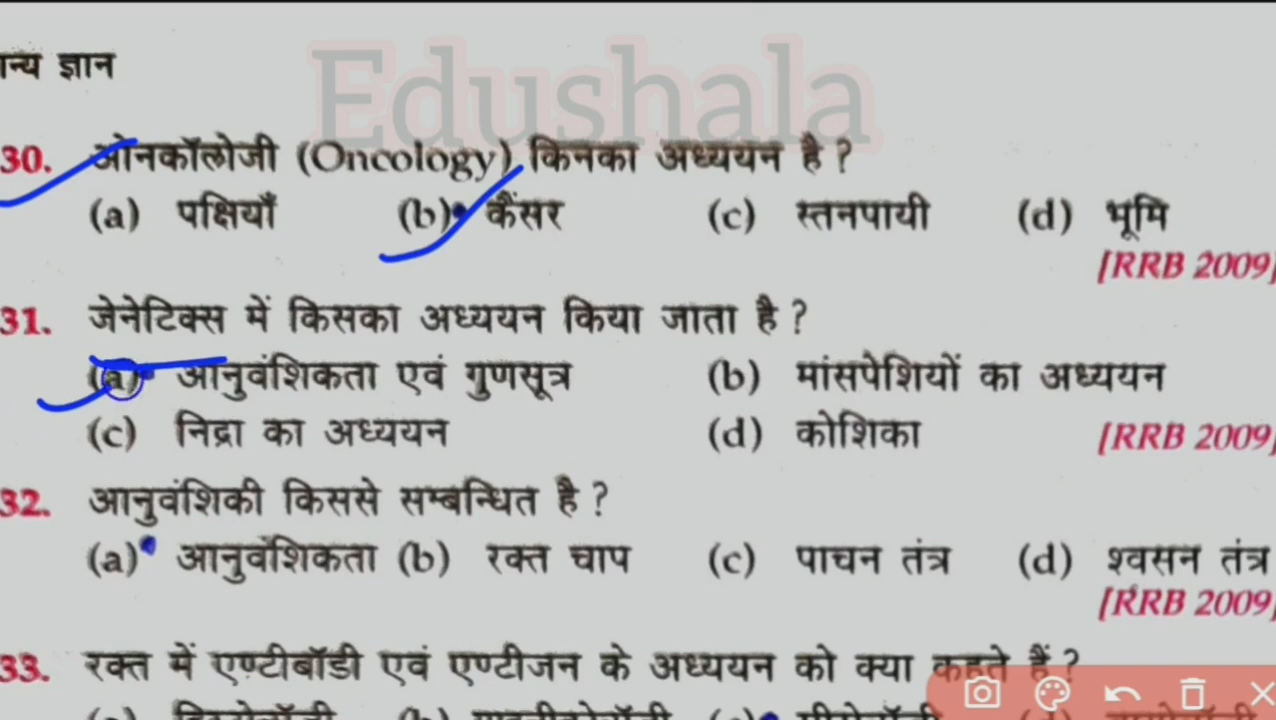 Edushala
न्य ज्ञान
30. ओनकॉलोजी (Oncology) किनका अध्ययन है ?
(a) पक्षियाँ (b) कैंसर (c) स्तनपायी (d) भूमि
[RRB 2009]
31. जेनेटिक्स में किसका अध्ययन किया जाता है ?
(a) आनुवंशिकता एवं गुणसूत्र (b) मांसपेशियों का अध्ययन
(c) निद्रा का अध्ययन (d) कोशिका [RRB 2009]
32. आनुवंशिकी किससे सम्बन्धित है ?
(a) आनुवंशिकता (b) रक्त चाप (c) पाचन तंत्र (d) श्वसन तंत्र
[RRB 2009]
33. रक्त में एण्टीबॉडी एवं एण्टीजन के अध्ययन को क्या कहते हैं ?